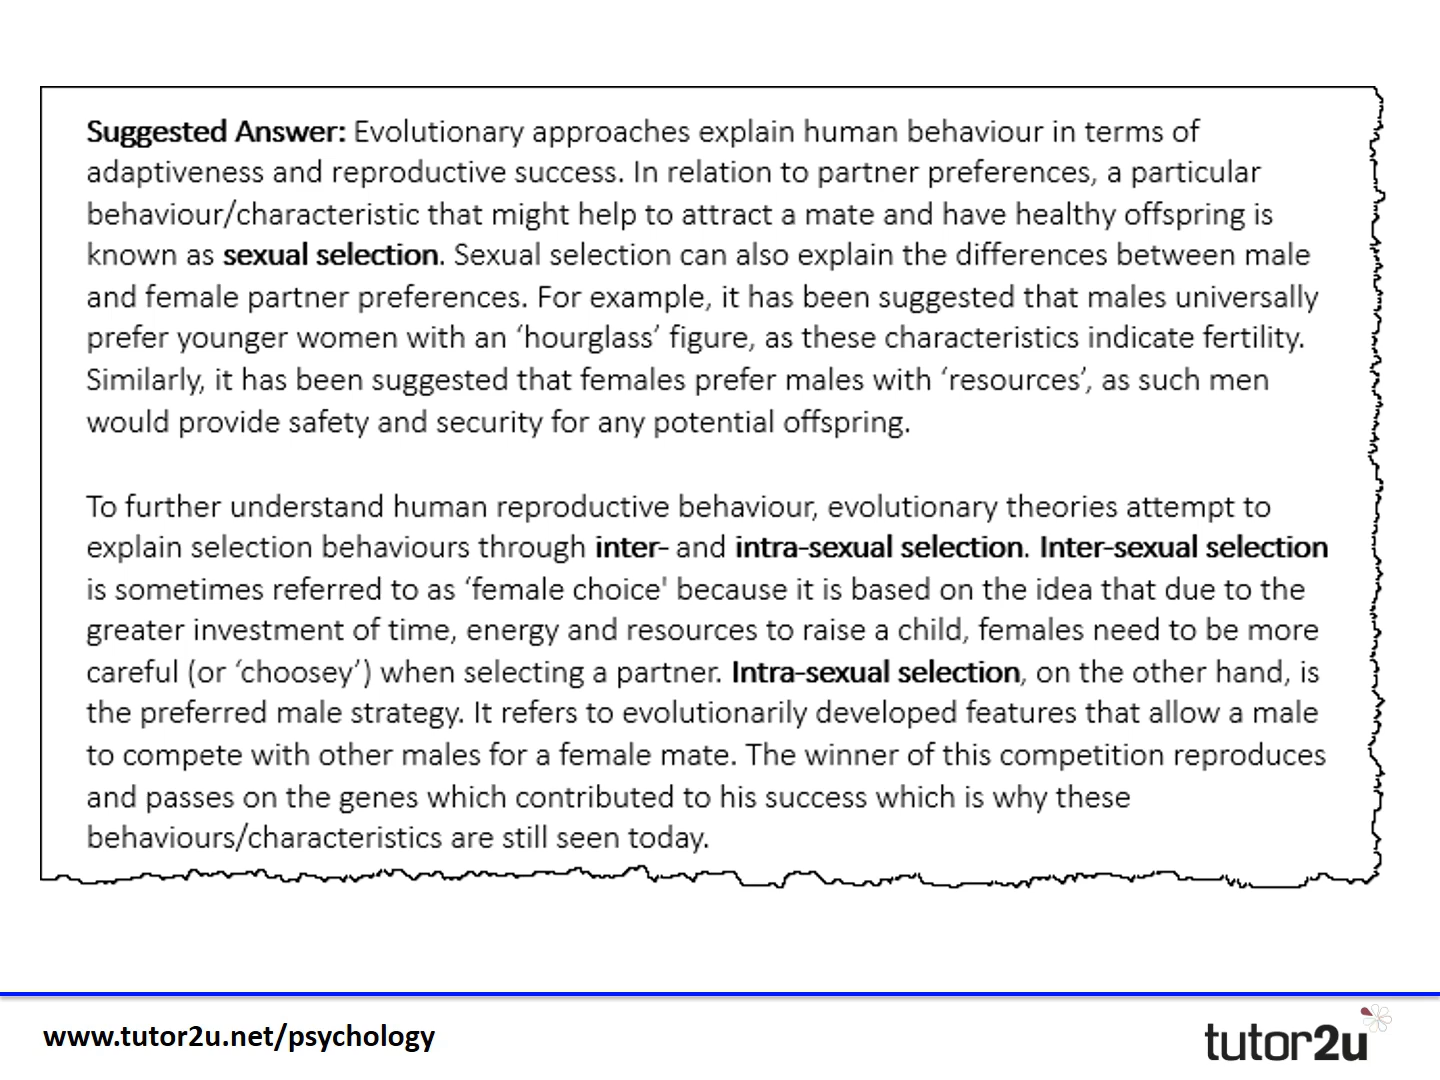 Suggested Answer: Evolutionary approaches explain human behaviour in terms of
adaptiveness and reproductive success. In relation to partner preferences, a particular
behaviour/characteristic that might help to attract a mate and have healthy offspring is
known as sexual selection. Sexual selection can also explain the differences between male
and female partner preferences. For example, it has been suggested that males universally
prefer younger women with an ‘hourglass’ figure, as these characteristics indicate fertility.
Similarly, it has been suggested that females prefer males with ‘resources’, as such men
would provide safety and security for any potential offspring.
To further understand human reproductive behaviour, evolutionary theories attempt to
explain selection behaviours through inter- and intra-sexual selection. Inter-sexual selection
is sometimes referred to as ‘female choice' because it is based on the idea that due to the
greater investment of time, energy and resources to raise a child, females need to be more
careful (or ‘choosey’) when selecting a partner. Intra-sexual selection, on the other hand, is
the preferred male strategy. It refers to evolutionarily developed features that allow a male
to compete with other males for a female mate. The winner of this competition reproduces
and passes on the genes which contributed to his success which is why these
behaviours/characteristics are still seen today.
www.tutor2u.net/psychology
tutor2u